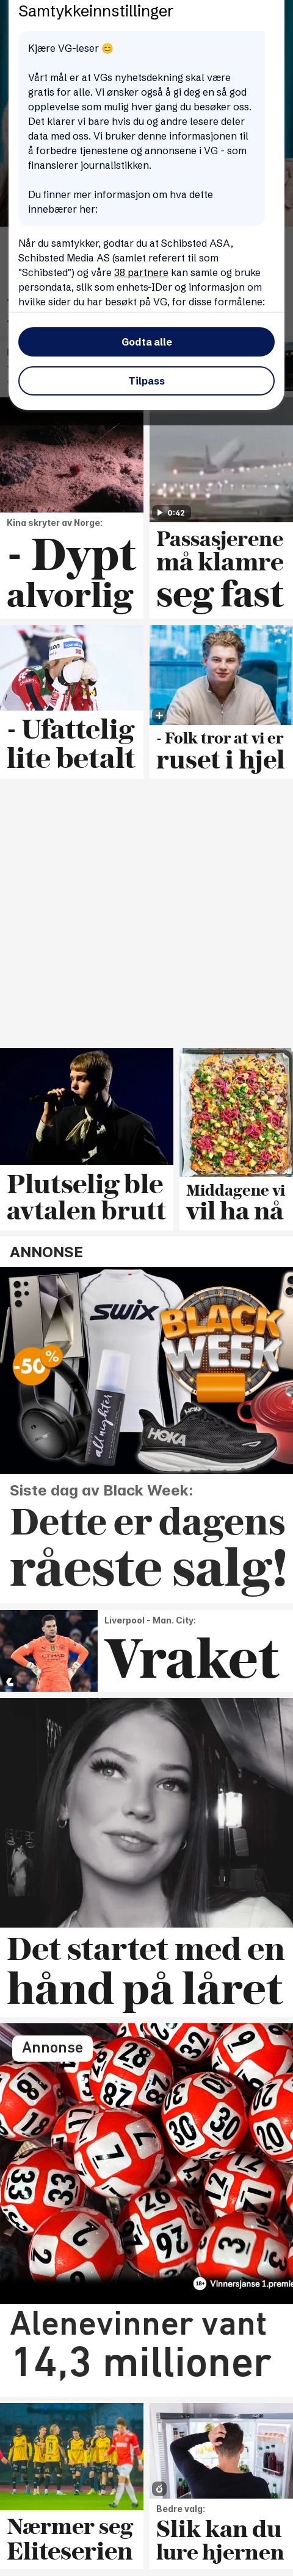 Samtykkeinnstillinger
Kjære VG-leser 😊
Vårt mål er at VGs nyhetsdekning skal være
gratis for alle. Vi ønsker også å gi deg en så god
opplevelse som mulig hver gang du besøker oss.
Det klarer vi bare hvis du og andre lesere deler
data med oss. Vi bruker denne informasjonen til
å forbedre tjenestene og annonsene i VG - som
finansierer journalistikken.
Du finner mer informasjon om hva dette
innebærer her:
Når du samtykker, godtar du at Schibsted ASA,
Schibsted Media AS (samlet referert til som
"Schibsted") og våre 38 partnere kan samle og bruke
persondata, slik som enhets-IDer og informasjon om
hvilke sider du har besøkt på VG, for disse formålene:
Godta alle
Tilpass
Kina skryter av Norge:
- Dypt
alvorlig
0:42
Passasjerene
må klamre
seg fast
- Ufattelig
lite betalt
- Folk tror at vi er
ruset i hjel
Plutselig ble
avtalen brutt
Middagene vi
vil ha nå
ANNONSE
SWIX
BLACK
WEEK
-50%
all nighter
HOKA
Siste dag av Black Week:
Dette er dagens
råeste salg!
Liverpool - Man. City:
Vraket
Det startet med en
hånd på låret
Annonse
18+ Vinnersjanse 1.premie
Alenevinner vant
14,3 millioner
Nærmer seg
Eliteserien
Bedre valg:
Slik kan du
lure hjernen